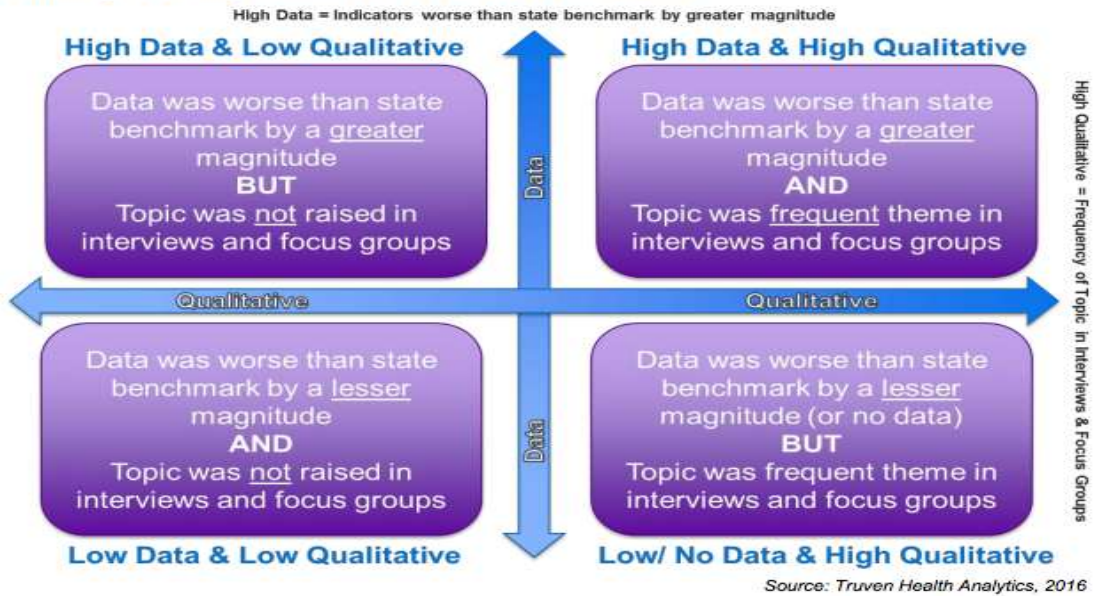 High Data = Indicators worse than state benchmark by greater magnitude
High Data & Low Qualitative
High Data & High Qualitative
Data was worse than state
benchmark by a greater
magnitude
BUT
Topic was not raised in
interviews and focus groups
Data
Data was worse than state
benchmark by a greater
magnitude
AND
Topic was frequent theme in
interviews and focus groups
High Qualitative = Frequency of Topic in Interviews & Focus Groups
Qualitative
Qualitative
Data was worse than state
benchmark by a lesser
magnitude
AND
Topic was not raised in
interviews and focus groups
Data
Data was worse than state
benchmark by a lesser
magnitude (or no data)
BUT
Topic was frequent theme in
interviews and focus groups
Low Data & Low Qualitative
Low/ No Data & High Qualitative
Source: Truven Health Analytics, 2016